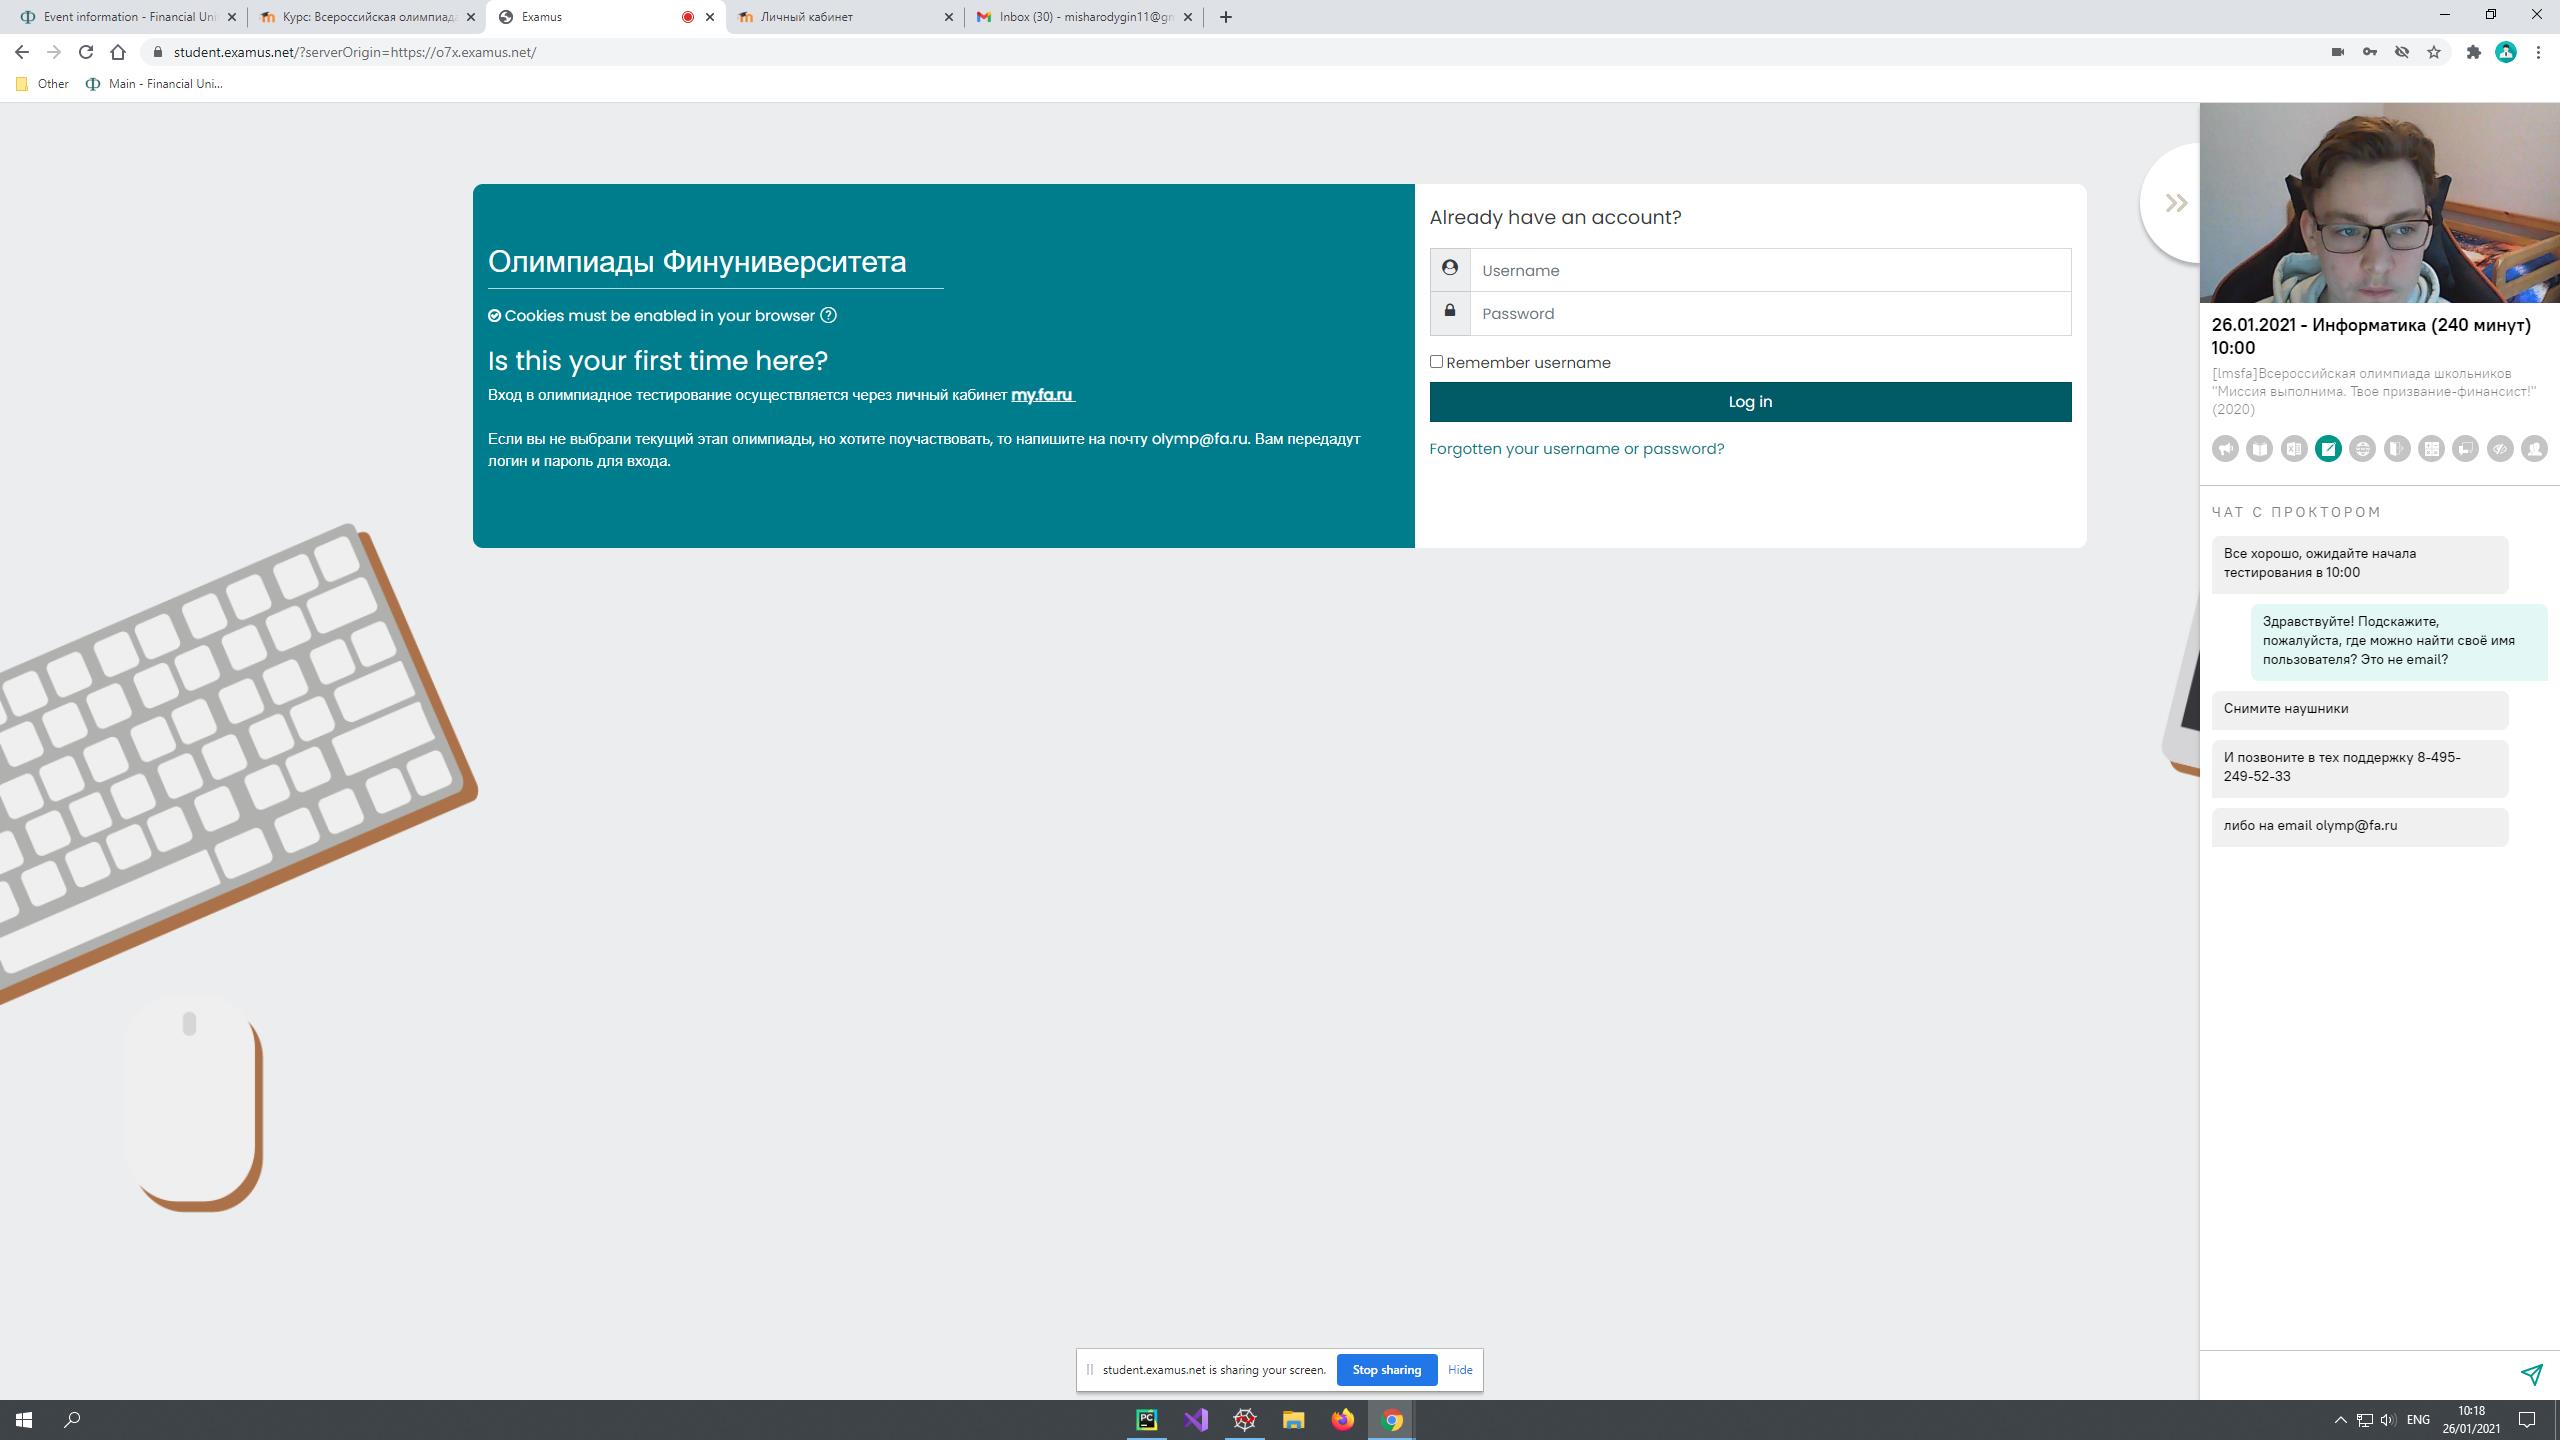 Event information - Financial Uni
Курс: Всероссийская олимпиада
Examus
Личный кабинет
Inbox (30) - misharodygin11@gm
student.examus.net/?serverOrigin=https://o7x.examus.net/
Other
Main - Financial Uni...
Олимпиады Финуниверситета
Cookies must be enabled in your browser
Is this your first time here?
Вход в олимпиадное тестирование осуществляется через личный кабинет my.fa.ru
Если вы не выбрали текущий этап олимпиады, но хотите поучаствовать, то напишите на почту olymp@fa.ru. Вам передадут
логин и пароль для входа.
Already have an account?
Username
Password
Remember username
Log in
Forgotten your username or password?
26.01.2021 - Информатика (240 минут)
10:00
[lmsfa]Всероссийская олимпиада школьников
"Миссия выполнима. Твое призвание-финансист!"
(2020)
ЧАТ С ПРОКТОРОМ
Все хорошо, ожидайте начала
тестирования в 10:00
Здравствуйте! Подскажите,
пожалуйста, где можно найти своё имя
пользователя? Это не email?
Снимите наушники
И позвоните в тех поддержку 8-495-
249-52-33
либо на email olymp@fa.ru
student.examus.net is sharing your screen.
Stop sharing
Hide
PC
ENG
10:18
26/01/2021